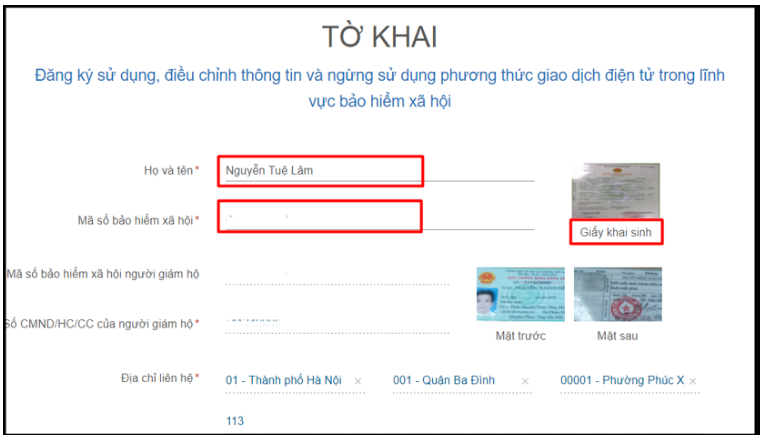 TỜ KHAI
Đăng ký sử dụng, điều chỉnh thông tin và ngừng sử dụng phương thức giao dịch điện tử trong lĩnh
vực bảo hiểm xã hội
Họ và tên *
Nguyễn Tuệ Lâm
Mã số bảo hiểm xã hội *
Giấy khai sinh
Mã số bảo hiểm xã hội người giám hộ
Số CMND/HC/CC của người giám hộ *
Mặt trước
Mặt sau
Địa chỉ liên hệ *
01 - Thành phố Hà Nội ×
001 - Quận Ba Đình ×
00001 - Phường Phúc X ×
113